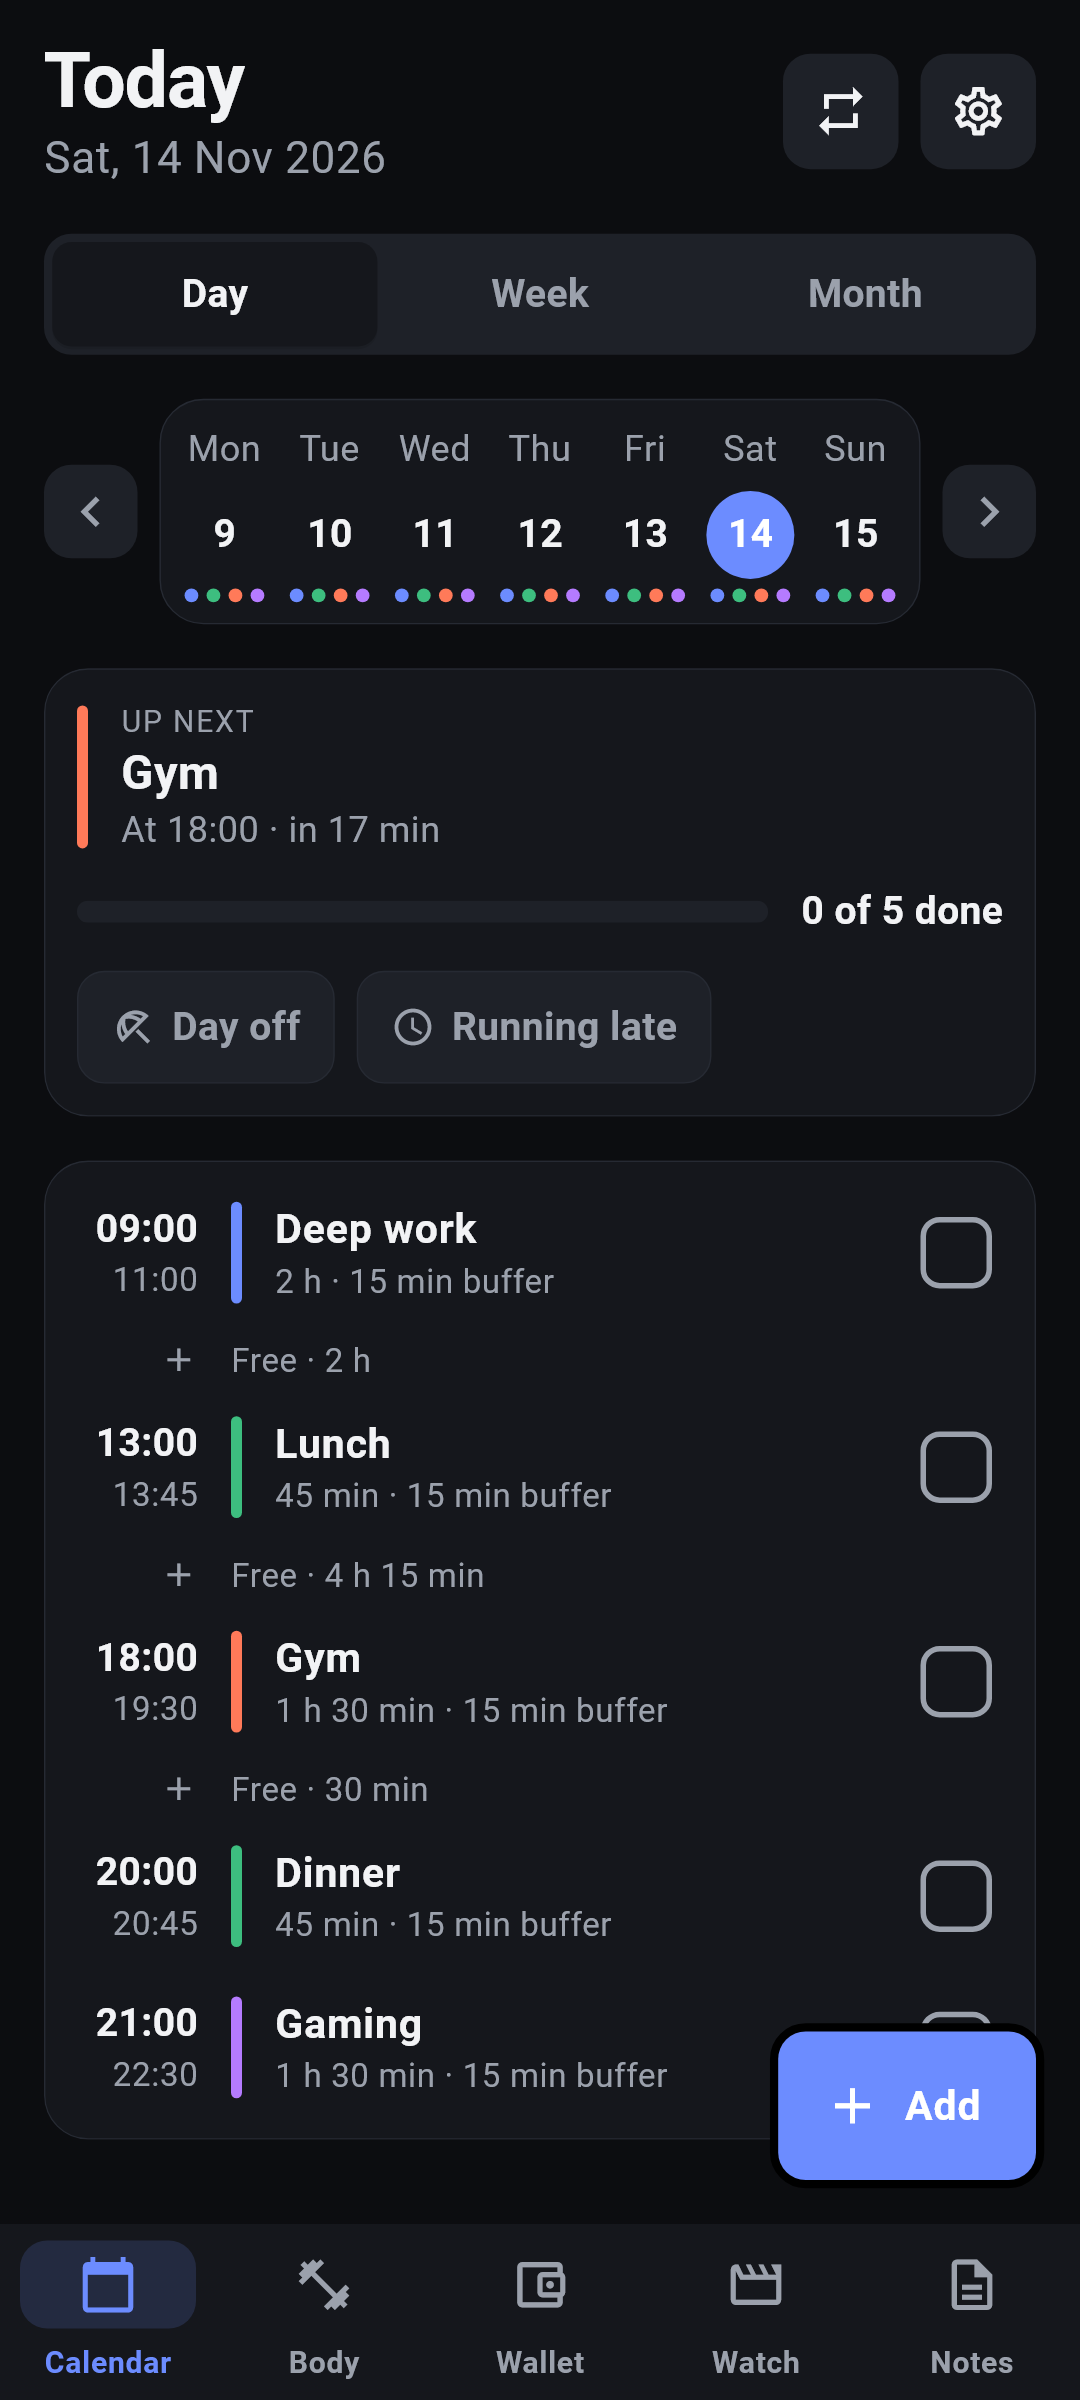 Today
Sat, 14 Nov 2026
Day Week Month
Mon Tue Wed Thu Fri Sat Sun
9 10 11 12 13 14 15
UP NEXT
Gym
At 18:00 · in 17 min
0 of 5 done
Day off Running late
09:00 Deep work
11:00 2 h · 15 min buffer
+ Free · 2 h
13:00 Lunch
13:45 45 min · 15 min buffer
+ Free · 4 h 15 min
18:00 Gym
19:30 1 h 30 min · 15 min buffer
+ Free · 30 min
20:00 Dinner
20:45 45 min · 15 min buffer
21:00 Gaming
22:30 1 h 30 min · 15 min buffer
+ Add
Calendar Body Wallet Watch Notes